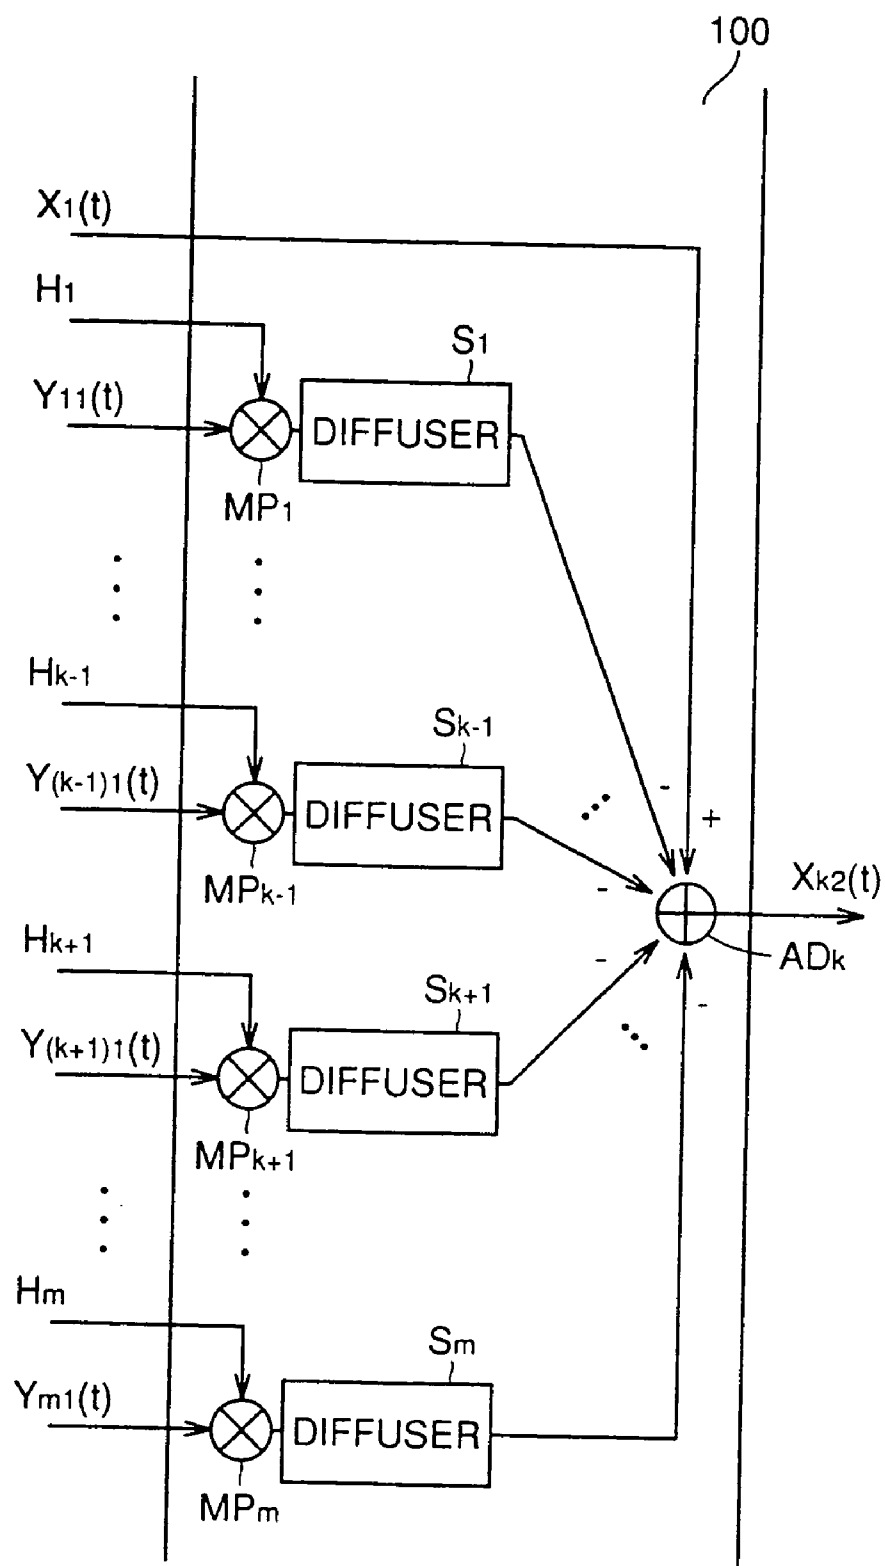 100
X1(t)
H1
S1
Y11(t)
DIFFUSER
MP1
Hk-1
Sk-1
Y(k-1)1(t)
DIFFUSER
-
+
MPk-1
-
Xk2(t)
Hk+1
-
ADk
Sk+1
-
Y(k+1)1(t)
DIFFUSER
MPk+1
Hm
Sm
Ym1(t)
DIFFUSER
MPm